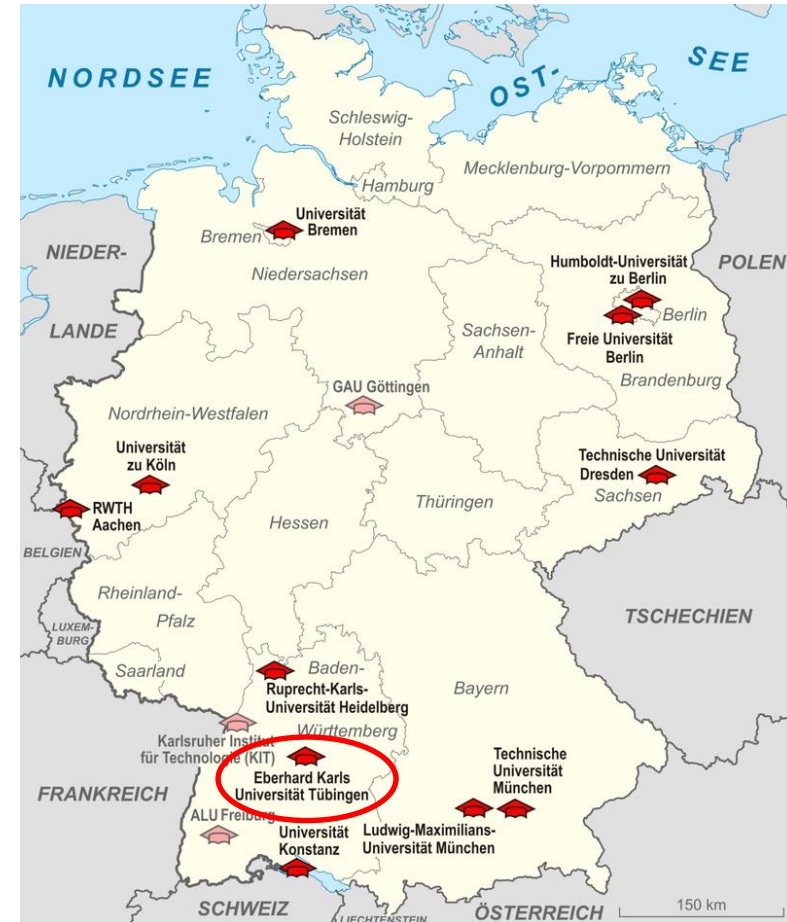 NORDSEE
OST-
SEE
Schleswig-
Holstein
Mecklenburg-Vorpommern
Hamburg
Universität
Bremen
Bremen
NIEDER-
LANDE
Niedersachsen
Humboldt-Universität
zu Berlin
POLEN
Berlin
Freie Universität
Berlin
Sachsen-
Anhalt
Brandenburg
GAU Göttingen
Nordrhein-Westfalen
Universität
zu Köln
Technische Universität
Dresden
Sachsen
RWTH
Aachen
Thüringen
Hessen
BELGIEN
Rheinland-
Pfalz
LUXEM-
BURG
TSCHECHIEN
Saarland
Baden-
Württemberg
Ruprecht-Karls-
Universität Heidelberg
Bayern
Karlsruher Institut
für Technologie (KIT)
Eberhard Karls
Universität Tübingen
Technische
Universität
München
FRANKREICH
ALU Freiburg
Universität
Konstanz
Ludwig-Maximilians-
Universität München
SCHWEIZ
LIECHTENSTEIN
ÖSTERREICH
150 km